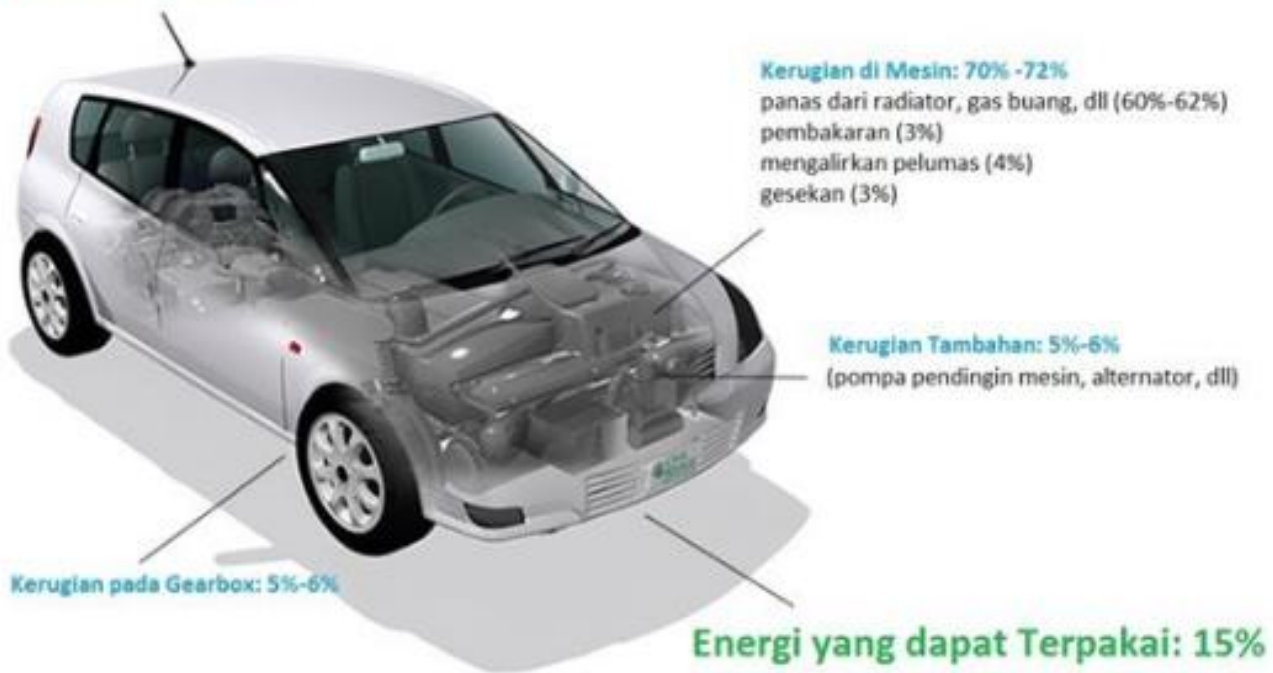 Kerugian di Mesin: 70% -72%
panas dari radiator, gas buang, dll (60%-62%)
pembakaran (3%)
mengalirkan pelumas (4%)
gesekan (3%)
Kerugian Tambahan: 5%-6%
(pompa pendingin mesin, alternator, dll)
Kerugian pada Gearbox: 5%-6%
Energi yang dapat Terpakai: 15%